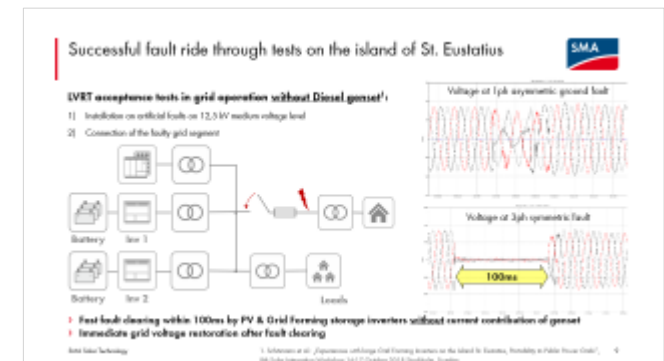 Successful fault ride through tests on the island of St. Eustatius
SMA
LVRT acceptance tests in grid operation without Diesel genset¹:
1) Installation an artificial faults on 12,5 kV medium voltage level
2) Connection of the faulty grid segment
Voltage at 1ph asymmetric ground fault
Voltage at 3ph symmetric fault
100ms
Battery Inv 1
Battery Inv 2 Loads
Fast fault clearing within 100ms by PV & Grid Forming storage inverters without current contribution of genset
Immediate grid voltage restoration after fault clearing
SMA Solar Technology
9